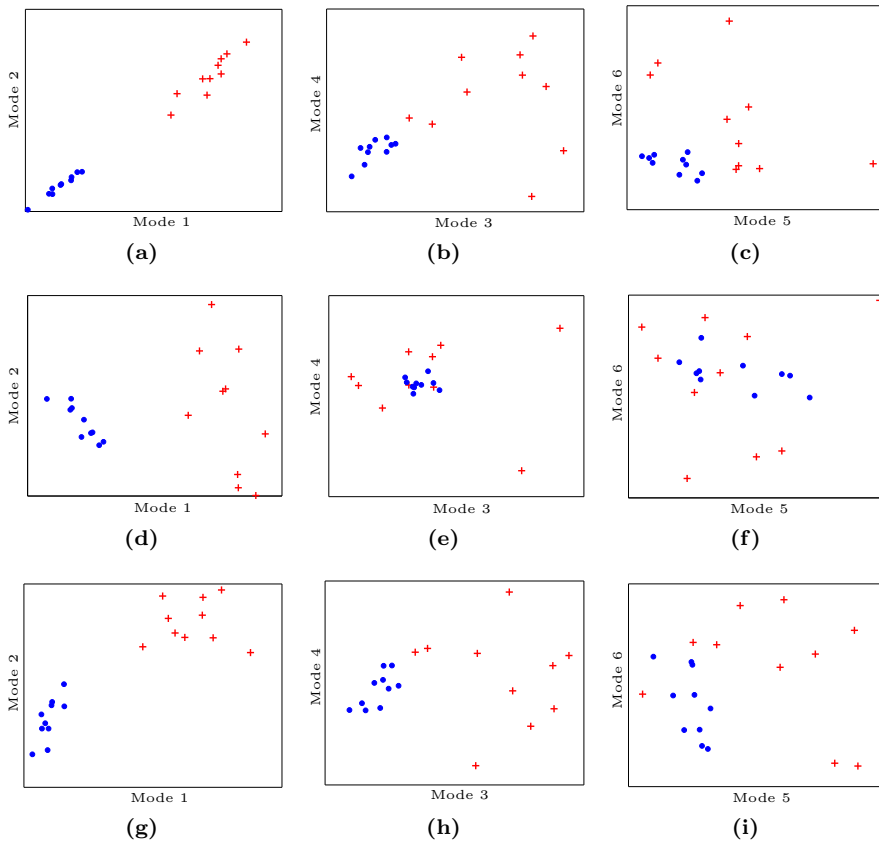 Mode 2
Mode 4
Mode 6
Mode 1
Mode 3
Mode 5
(a)
(b)
(c)
Mode 2
Mode 4
Mode 6
Mode 1
Mode 3
Mode 5
(d)
(e)
(f)
Mode 2
Mode 4
Mode 6
Mode 1
Mode 3
Mode 5
(g)
(h)
(i)